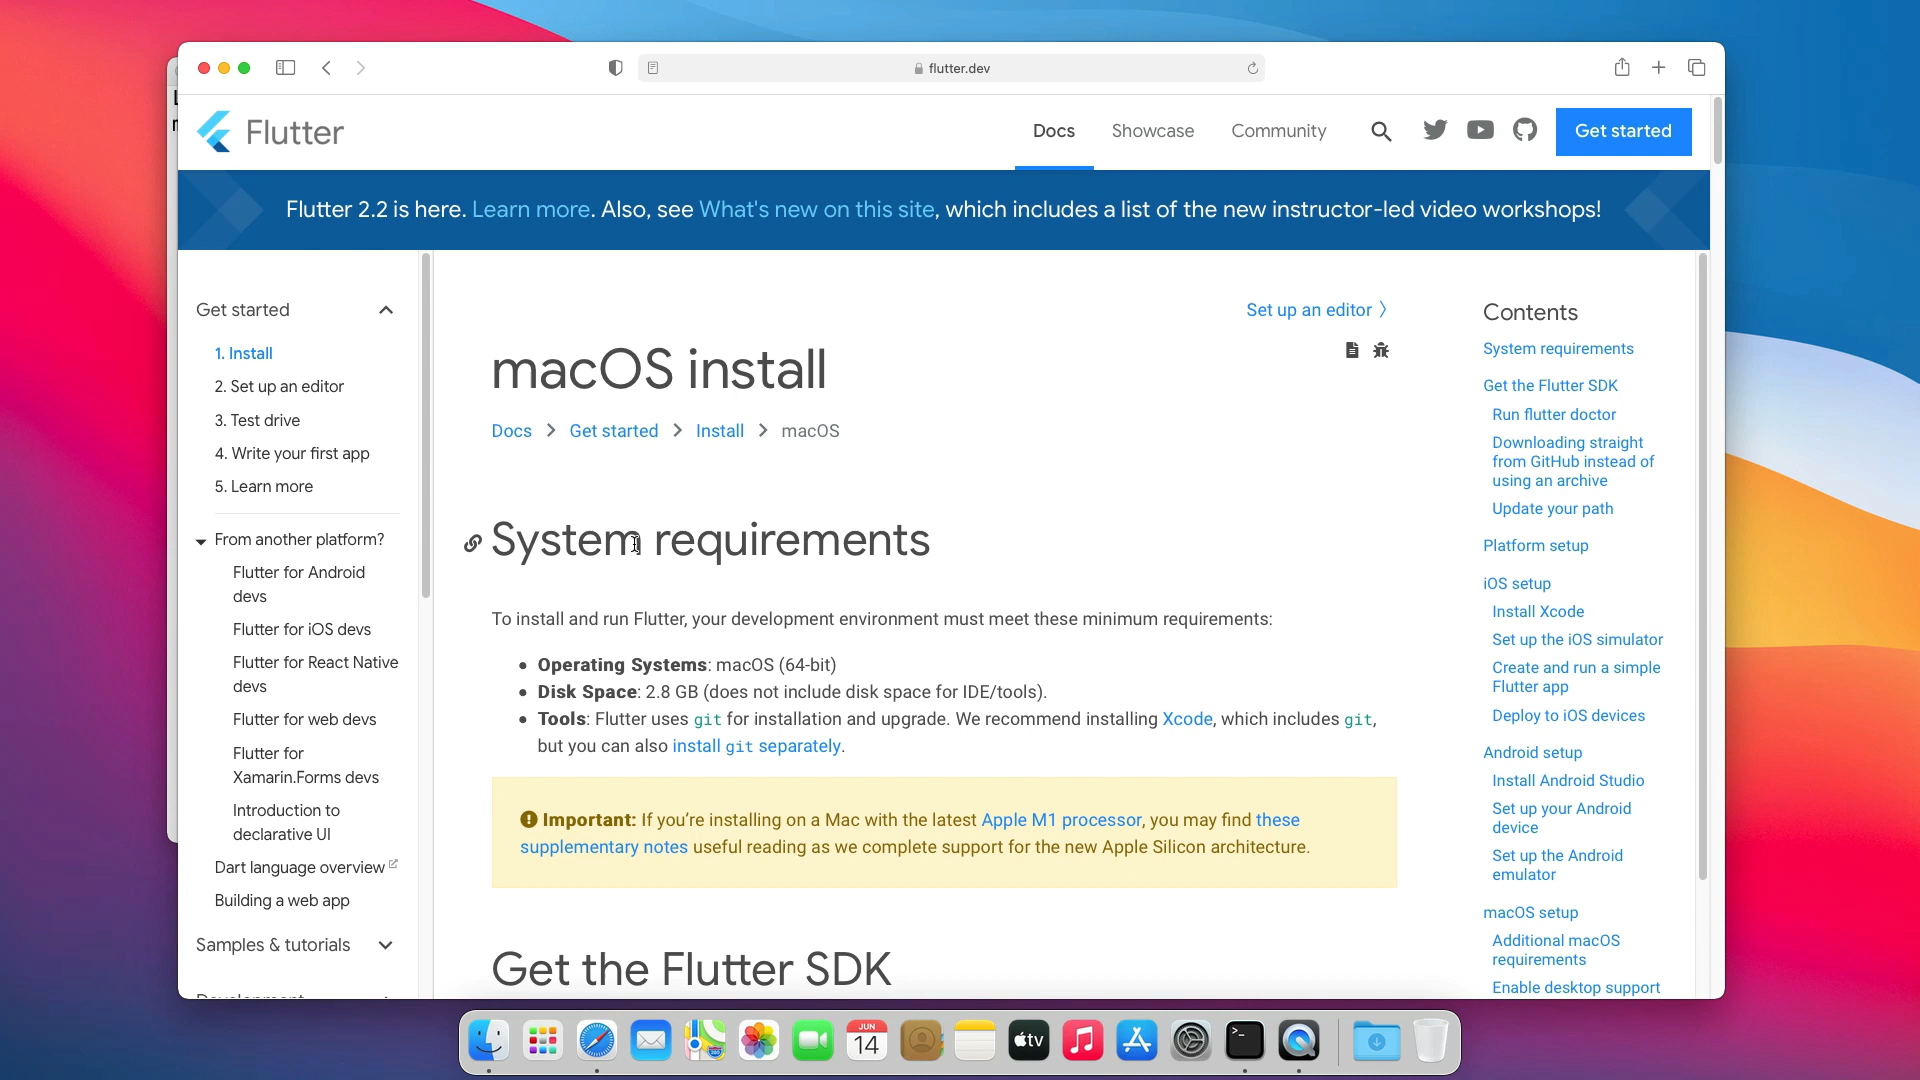 flutter.dev
Flutter
Docs
Showcase
Community
Get started
Flutter 2.2 is here. Learn more. Also, see What's new on this site, which includes a list of the new instructor-led video workshops!
Get started
1. Install
2. Set up an editor
3. Test drive
4. Write your first app
5. Learn more
From another platform?
Flutter for Android
devs
Flutter for iOS devs
Flutter for React Native
devs
Flutter for web devs
Flutter for
Xamarin.Forms devs
Introduction to
declarative UI
Dart language overview
Building a web app
Samples & tutorials
Set up an editor
macOS install
Docs > Get started > Install > macOS
System requirements
To install and run Flutter, your development environment must meet these minimum requirements:
• Operating Systems: macOS (64-bit)
• Disk Space: 2.8 GB (does not include disk space for IDE/tools).
• Tools: Flutter uses git for installation and upgrade. We recommend installing Xcode, which includes git,
but you can also install git separately.
Important: If you’re installing on a Mac with the latest Apple M1 processor, you may find these
supplementary notes useful reading as we complete support for the new Apple Silicon architecture.
Get the Flutter SDK
Contents
System requirements
Get the Flutter SDK
Run flutter doctor
Downloading straight
from GitHub instead of
using an archive
Update your path
Platform setup
iOS setup
Install Xcode
Set up the iOS simulator
Create and run a simple
Flutter app
Deploy to iOS devices
Android setup
Install Android Studio
Set up your Android
device
Set up the Android
emulator
macOS setup
Additional macOS
requirements
Enable desktop support
JUN
14
tv